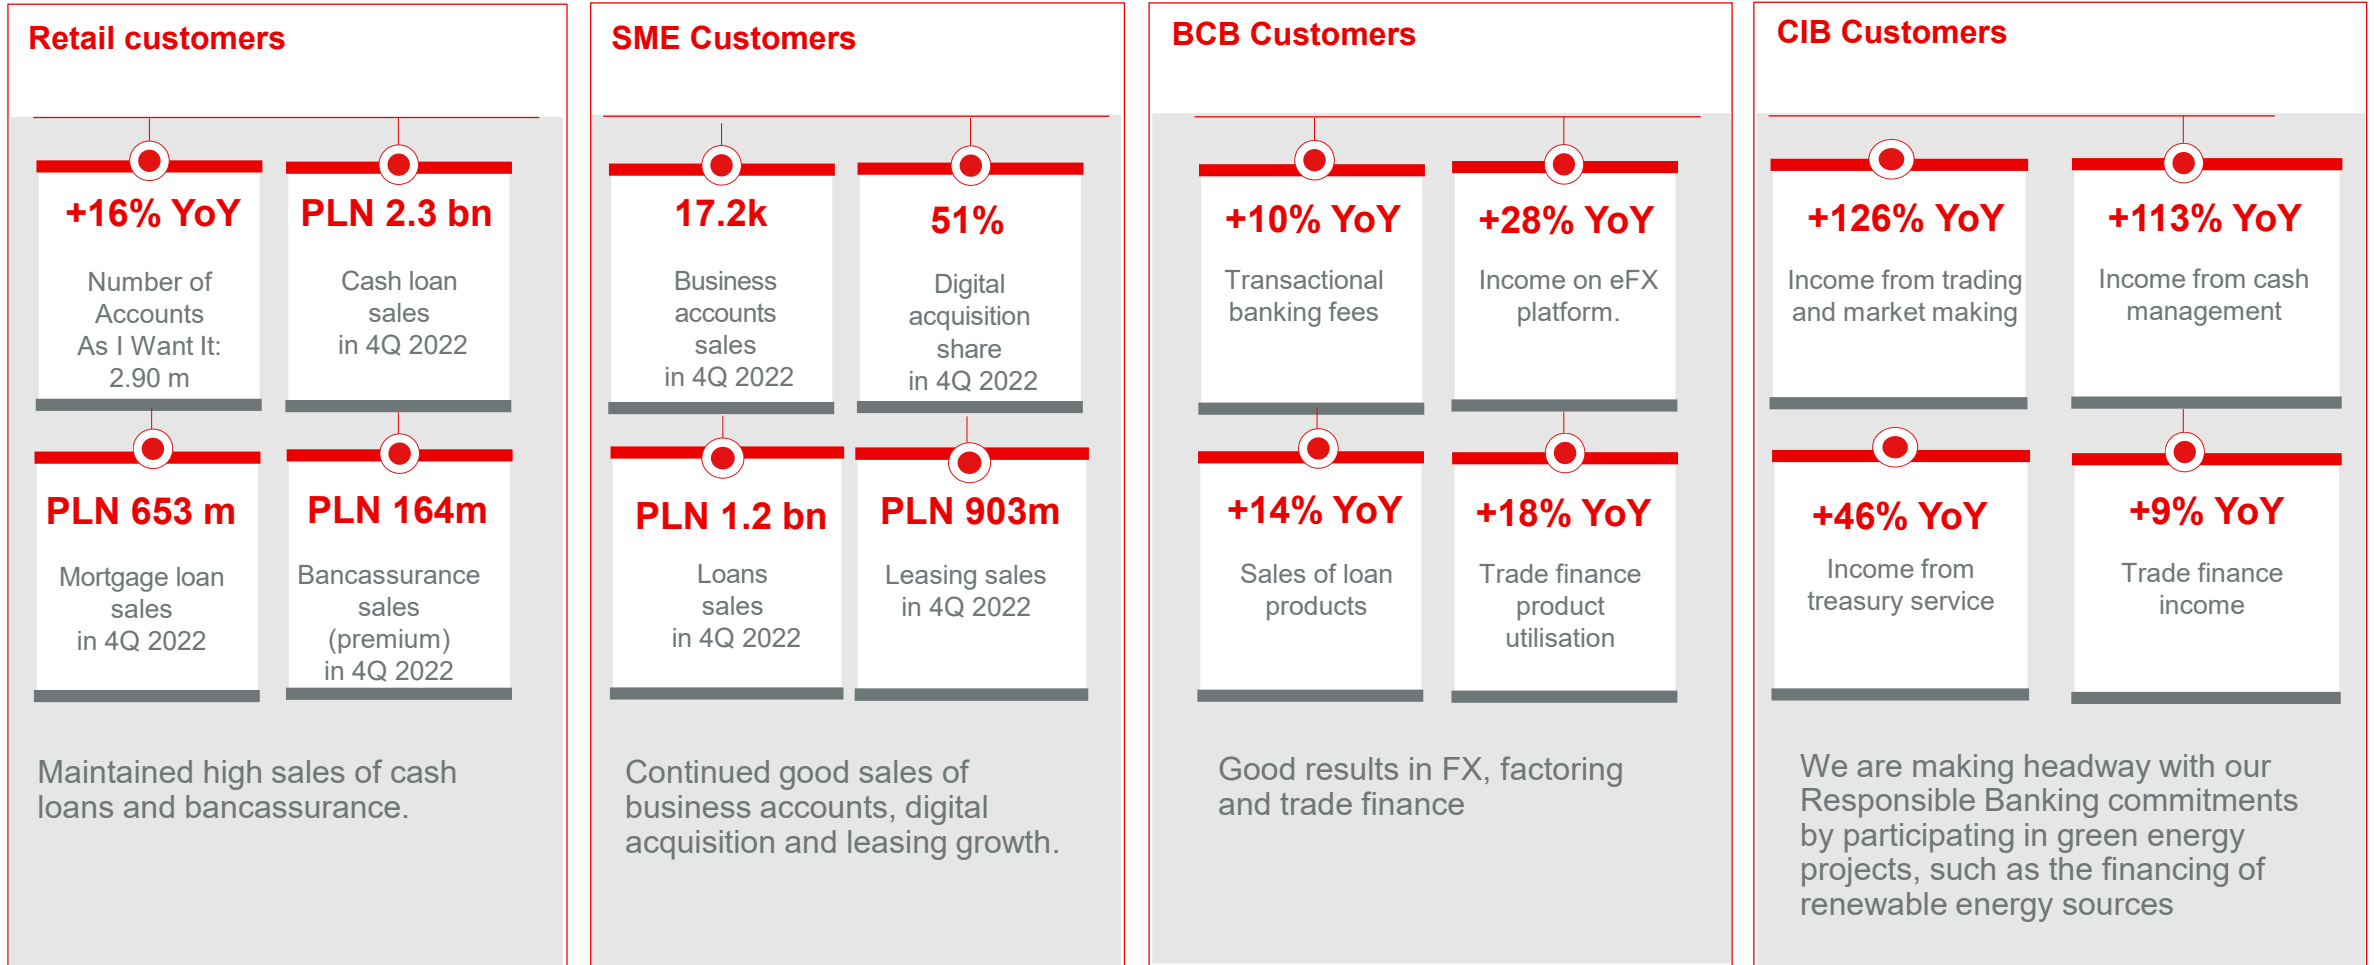 Retail customers
+16% YoY
Number of
Accounts
As I Want It:
2.90 m
PLN 2.3 bn
Cash loan
sales
in 4Q 2022
PLN 653 m
Mortgage loan
sales
in 4Q 2022
PLN 164m
Bancassurance
sales
(premium)
in 4Q 2022
Maintained high sales of cash
loans and bancassurance.
SME Customers
17.2k
Business
accounts
sales
in 4Q 2022
51%
Digital
acquisition
share
in 4Q 2022
PLN 1.2 bn
Loans
sales
in 4Q 2022
PLN 903m
Leasing sales
in 4Q 2022
Continued good sales of
business accounts, digital
acquisition and leasing growth.
BCB Customers
+10% YoY
Transactional
banking fees
+28% YoY
Income on eFX
platform.
+14% YoY
Sales of loan
products
+18% YoY
Trade finance
product
utilisation
Good results in FX, factoring
and trade finance
CIB Customers
+126% YoY
Income from trading
and market making
+113% YoY
Income from cash
management
+46% YoY
Income from
treasury service
+9% YoY
Trade finance
income
We are making headway with our
Responsible Banking commitments
by participating in green energy
projects, such as the financing of
renewable energy sources